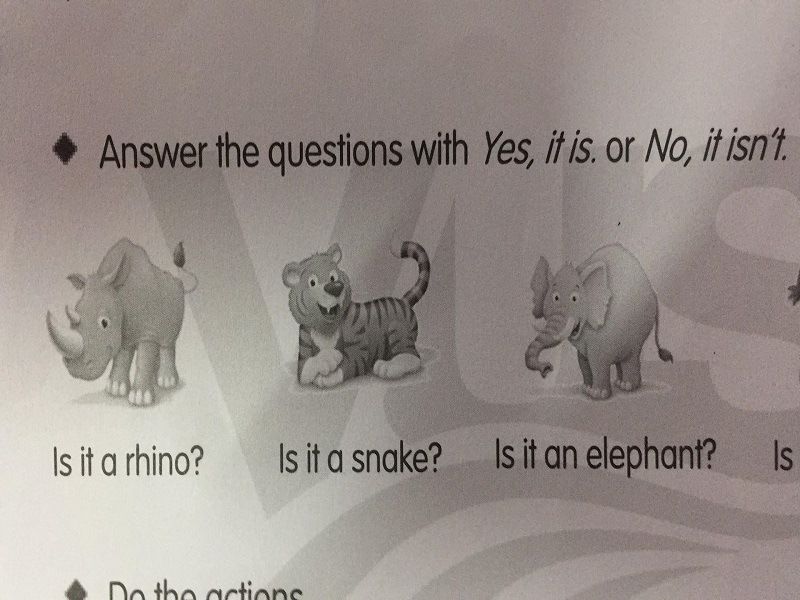 Answer the questions with Yes, it is. or No, it isn't.
Is it a rhino? Is it a snake? Is it an elephant? Is
Do the actions